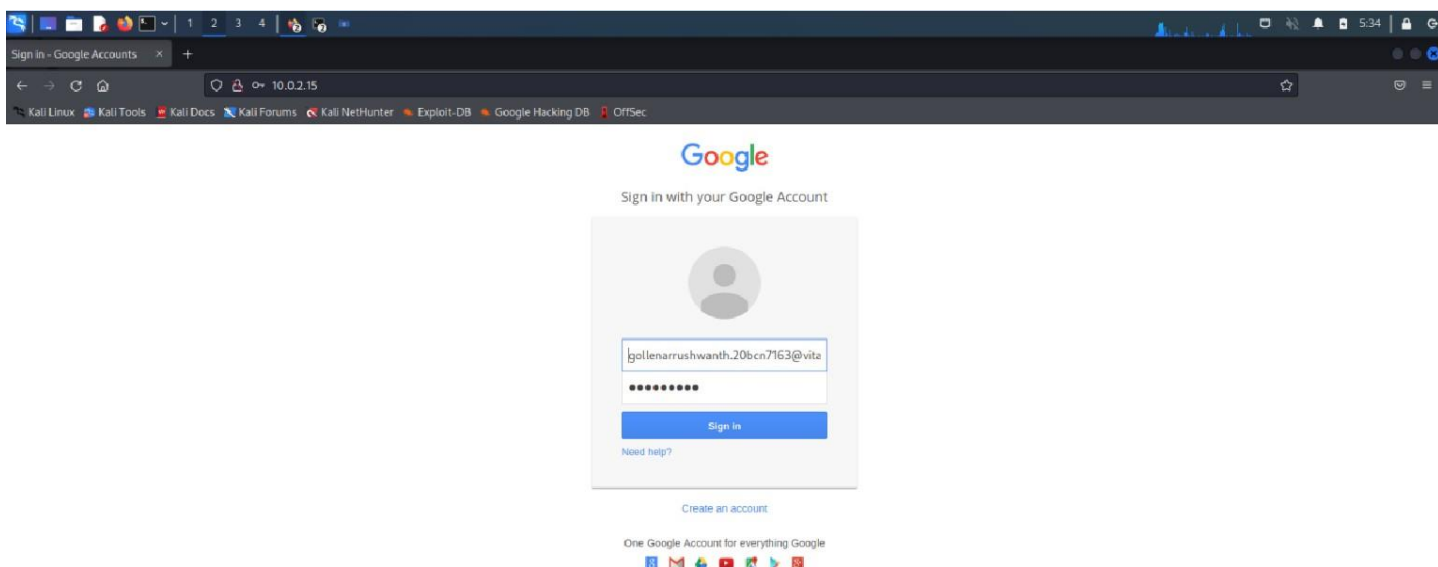 1 2 3 4 5:34
Sign in - Google Accounts
10.0.2.15
Kali Linux Kali Tools Kali Docs Kali Forums Kali NetHunter Exploit-DB Google Hacking DB OffSec
Google
Sign in with your Google Account
gollenarrushwanth.20bcn7163@vita
Sign in
Need help?
Create an account
One Google Account for everything Google